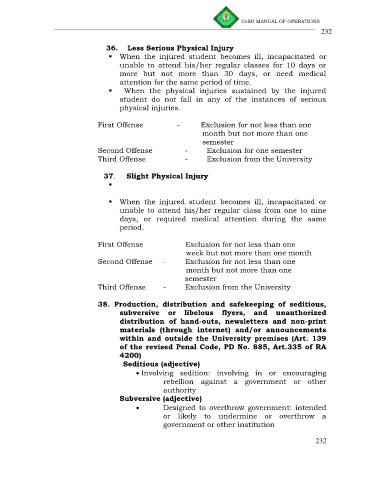 CvSU MANUAL OF OPERATIONS
232
36. Less Serious Physical Injury
▪ When the injured student becomes ill, incapacitated or
unable to attend his/her regular classes for 10 days or
more but not more than 30 days, or need medical
attention for the same period of time.
▪ When the physical injuries sustained by the injured
student do not fall in any of the instances of serious
physical injuries.
First Offense - Exclusion for not less than one
month but not more than one
semester
Second Offense - Exclusion for one semester
Third Offense - Exclusion from the University
37. Slight Physical Injury
▪
▪ When the injured student becomes ill, incapacitated or
unable to attend his/her regular class from one to nine
days, or required medical attention during the same
period.
First Offense Exclusion for not less than one
week but not more than one month
Second Offense - Exclusion for not less than one
month but not more than one
semester
Third Offense - Exclusion from the University
38. Production, distribution and safekeeping of seditious,
subversive or libelous flyers, and unauthorized
distribution of hand-outs, newsletters and non-print
materials (through internet) and/or announcements
within and outside the University premises (Art. 139
of the revised Penal Code, PD No. 885, Art.335 of RA
4200)
Seditious (adjective)
• Involving sedition: involving in or encouraging
rebellion against a government or other
authority
Subversive (adjective)
• Designed to overthrow government: intended
or likely to undermine or overthrow a
government or other institution
232